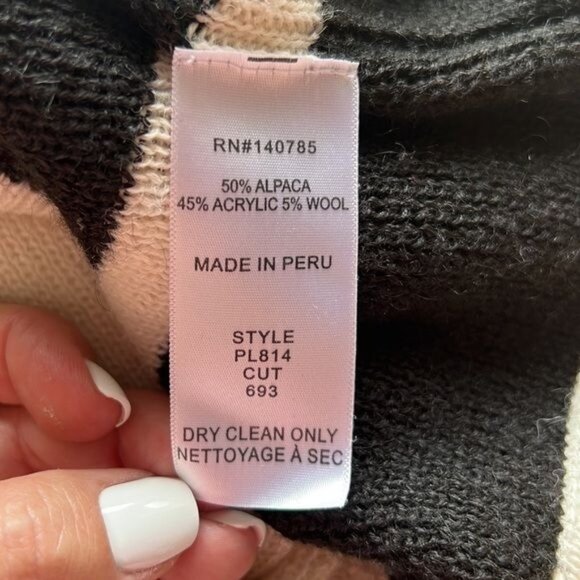 RN#140785
50% ALPACA
45% ACRYLIC 5% WOOL
MADE IN PERU
STYLE
PL814
CUT
693
DRY CLEAN ONLY
NETTOYAGE À SEC